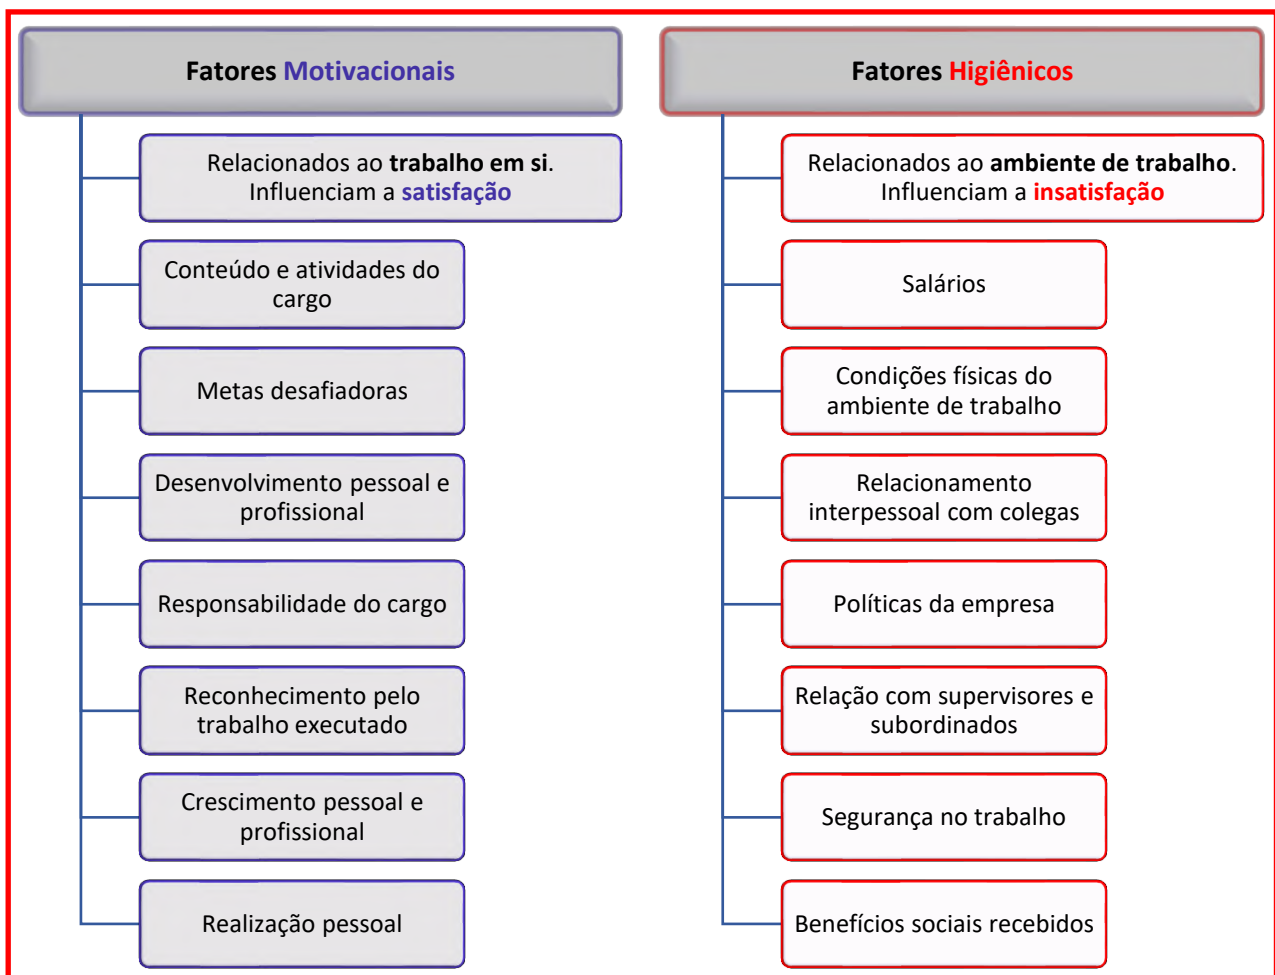 Fatores Motivacionais
Relacionados ao trabalho em si.
Influenciam a satisfação
Conteúdo e atividades do
cargo
Metas desafiadoras
Desenvolvimento pessoal e
profissional
Responsabilidade do cargo
Reconhecimento pelo
trabalho executado
Crescimento pessoal e
profissional
Realização pessoal
Fatores Higiênicos
Relacionados ao ambiente de trabalho.
Influenciam a insatisfação
Salários
Condições físicas do
ambiente de trabalho
Relacionamento
interpessoal com colegas
Políticas da empresa
Relação com supervisores e
subordinados
Segurança no trabalho
Benefícios sociais recebidos